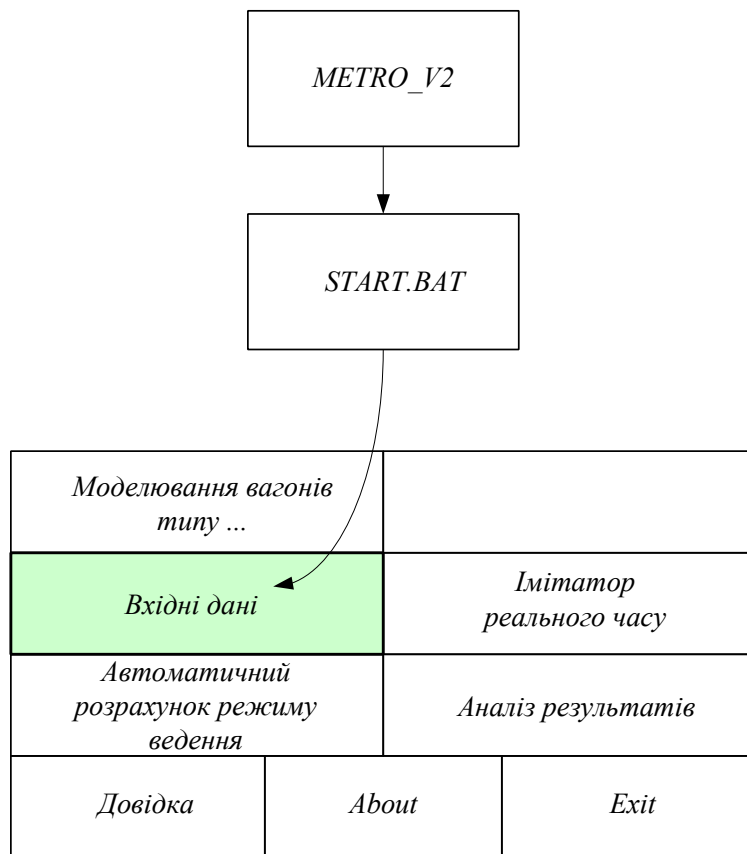 METRO_V2
START.BAT
Моделювання вагонів
типу ...
Вхідні дані
Імітатор
реального часу
Автоматичний
розрахунок режиму
ведення
Аналіз результатів
Довідка
About
Exit